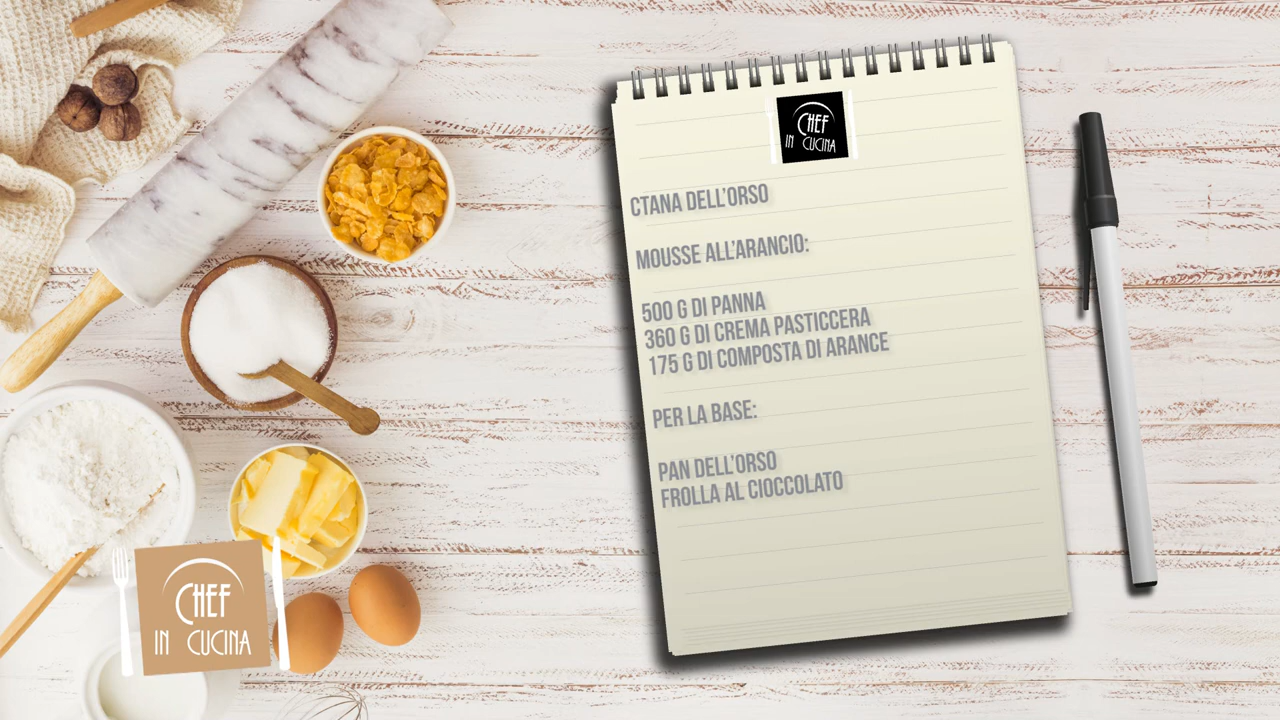 CHEF
IN CUCINA
CTANA DELL'ORSO
MOUSSE ALL'ARANCIO:
500 G DI PANNA
360 G DI CREMA PASTICCERA
175 G DI COMPOSTA DI ARANCE
PER LA BASE:
PAN DELL'ORSO
FROLLA AL CIOCCOLATO
CHEF
IN CUCINA